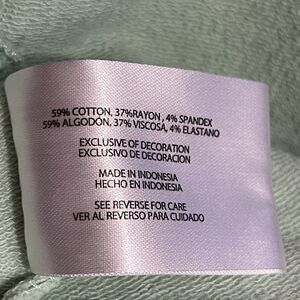 59% COTTON, 37%RAYON, 4% SPANDEX
59% ALGODÓN, 37% VISCOSA, 4% ELASTANO
EXCLUSIVE OF DECORATION
EXCLUSIVO DE DECORACION
MADE IN INDONESIA
HECHO EN INDONESIA
SEE REVERSE FOR CARE
VER AL REVERSO PARA CUIDADO